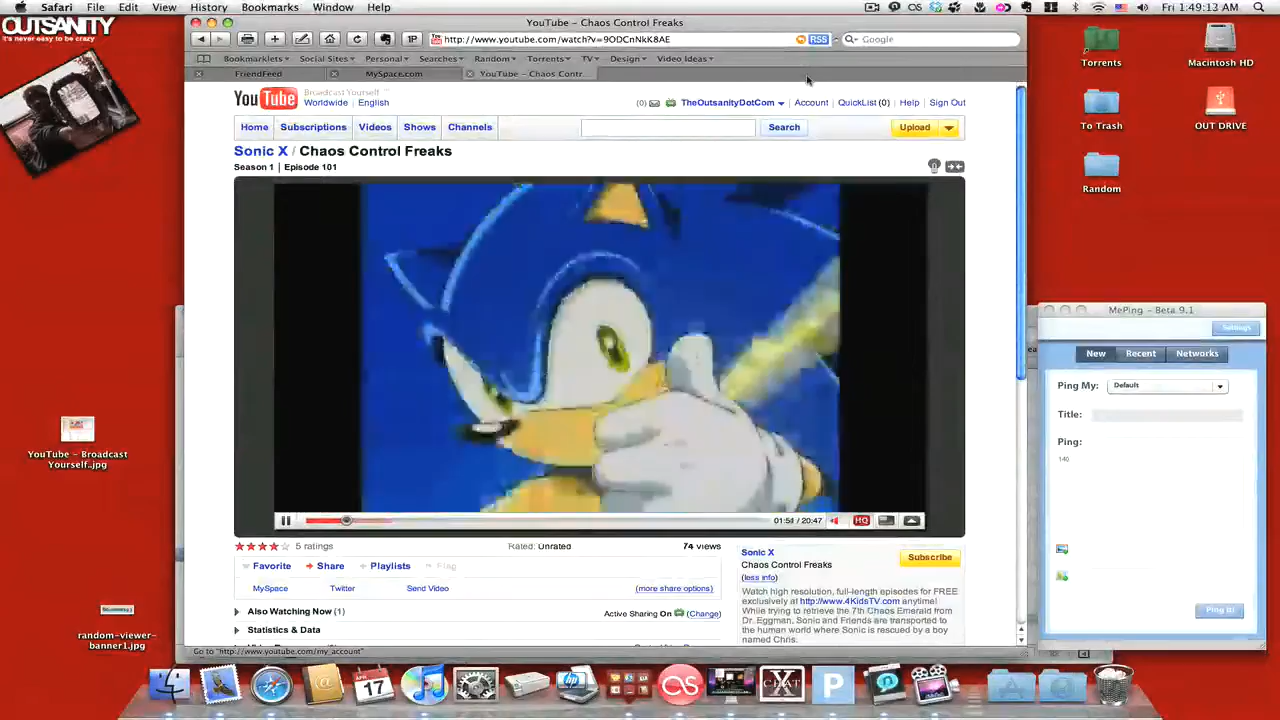 Safari File Edit View History Bookmarks Window Help
Fri 1:49:13 AM
OUTSANITY
it's never easy to be crazy
YouTube - Chaos Control Freaks
http://www.youtube.com/watch?v=9ODCnNkK8AE
RSS
Google
Bookmarklets Social Sites Personal Searches Random Torrents TV Design Video Ideas
FriendFeed
MySpace.com
YouTube - Chaos Contr...
YouTube
Broadcast Yourself
Worldwide English
(0) TheOutsanityDotCom Account QuickList (0) Help Sign Out
Home Subscriptions Videos Shows Channels
Search
Upload
Sonic X / Chaos Control Freaks
Season 1 | Episode 101
01:51 / 20:47
HQ
5 ratings
Rated: Unrated
74 views
Favorite Share Playlists Flag
MySpace Twitter Send Video (more share options)
Also Watching Now (1)
Active Sharing On (Change)
Statistics & Data
Sonic X
Subscribe
Chaos Control Freaks
(less info)
Watch high resolution, full-length episodes for FREE
exclusively at http://www.4KidsTV.com anytime!
While trying to retrieve the 7th Chaos Emerald from
Dr. Eggman, Sonic and Friends are transported to
the human world where Sonic is rescued by a boy
named Chris.
Go to "http://www.youtube.com/my_account"
Torrents
Macintosh HD
To Trash
OUT DRIVE
Random
MePing - Beta 9.1
Settings
New Recent Networks
Ping My: Default
Title:
Ping:
140
Ping It!
YouTube - Broadcast
Yourself..jpg
random-viewer-
banner1.jpg
APR
17
hp
XCHAT
P